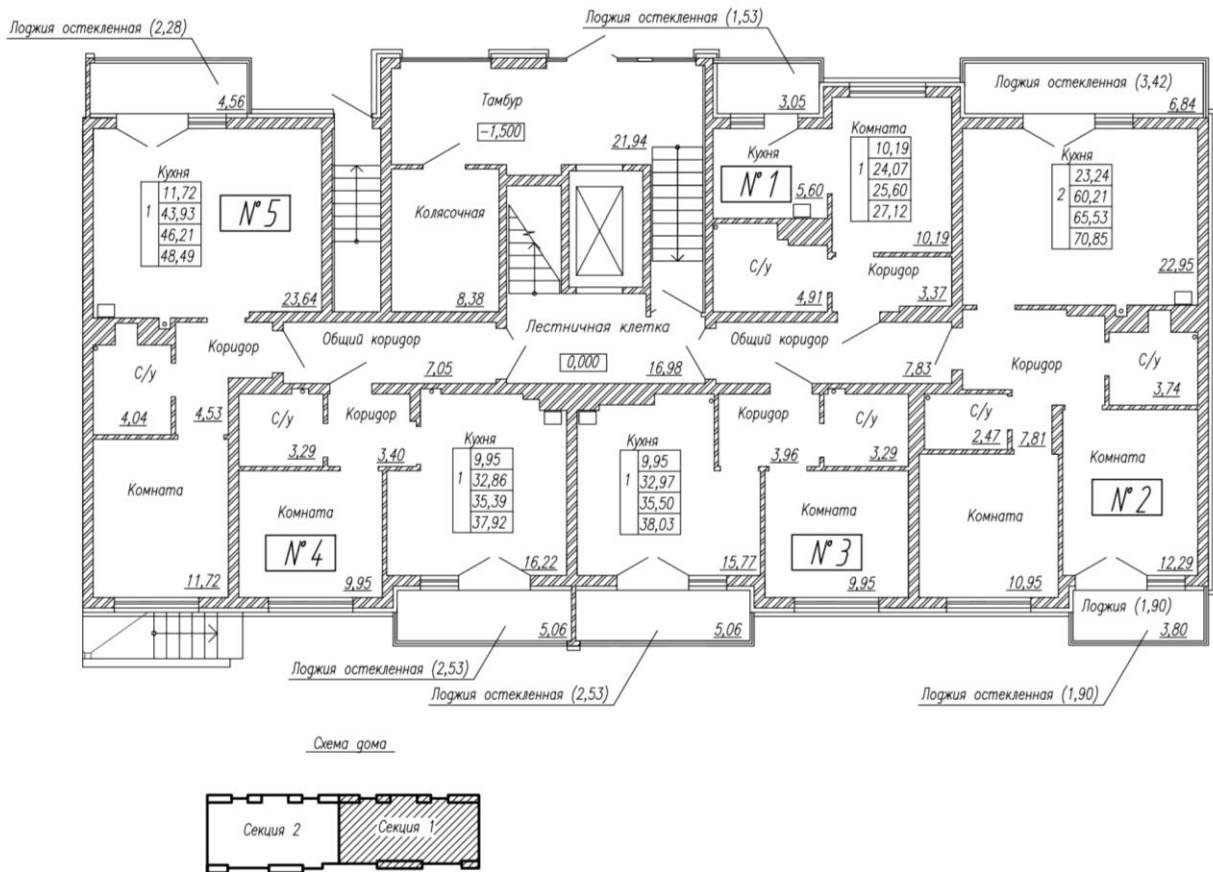 Лоджия остекленная (2,28)
Лоджия остекленная (1,53)
4,56
Тамбур
-1,500
21,94
3,05
Лоджия остекленная (3,42)
6,84
Кухня
1
11,72
43,93
46,21
48,49
N°5
23,64
Колясочная
8,38
Кухня
N°1
5,60
Комната
1
10,19
24,07
25,60
27,12
10,19
С/у
4,91
Коридор
3,37
Кухня
2
23,24
60,21
65,53
70,85
22,95
Коридор
Общий коридор
7,05
Лестничная клетка
0,000
16,98
Общий коридор
7,83
Коридор
С/у
4,04
4,53
С/у
3,29
Коридор
3,40
Кухня
1
9,95
32,86
35,39
37,92
Кухня
1
9,95
32,97
35,50
38,03
Коридор
3,96
С/у
3,29
С/у
2,47
7,81
С/у
3,74
Комната
11,72
Комната
N°4
9,95
16,22
15,77
Комната
N°3
9,95
Комната
10,95
Комната
N°2
12,29
5,06
5,06
Лоджия (1,90)
3,80
Лоджия остекленная (2,53)
Лоджия остекленная (2,53)
Лоджия остекленная (1,90)
Схема дома
Секция 2
Секция 1